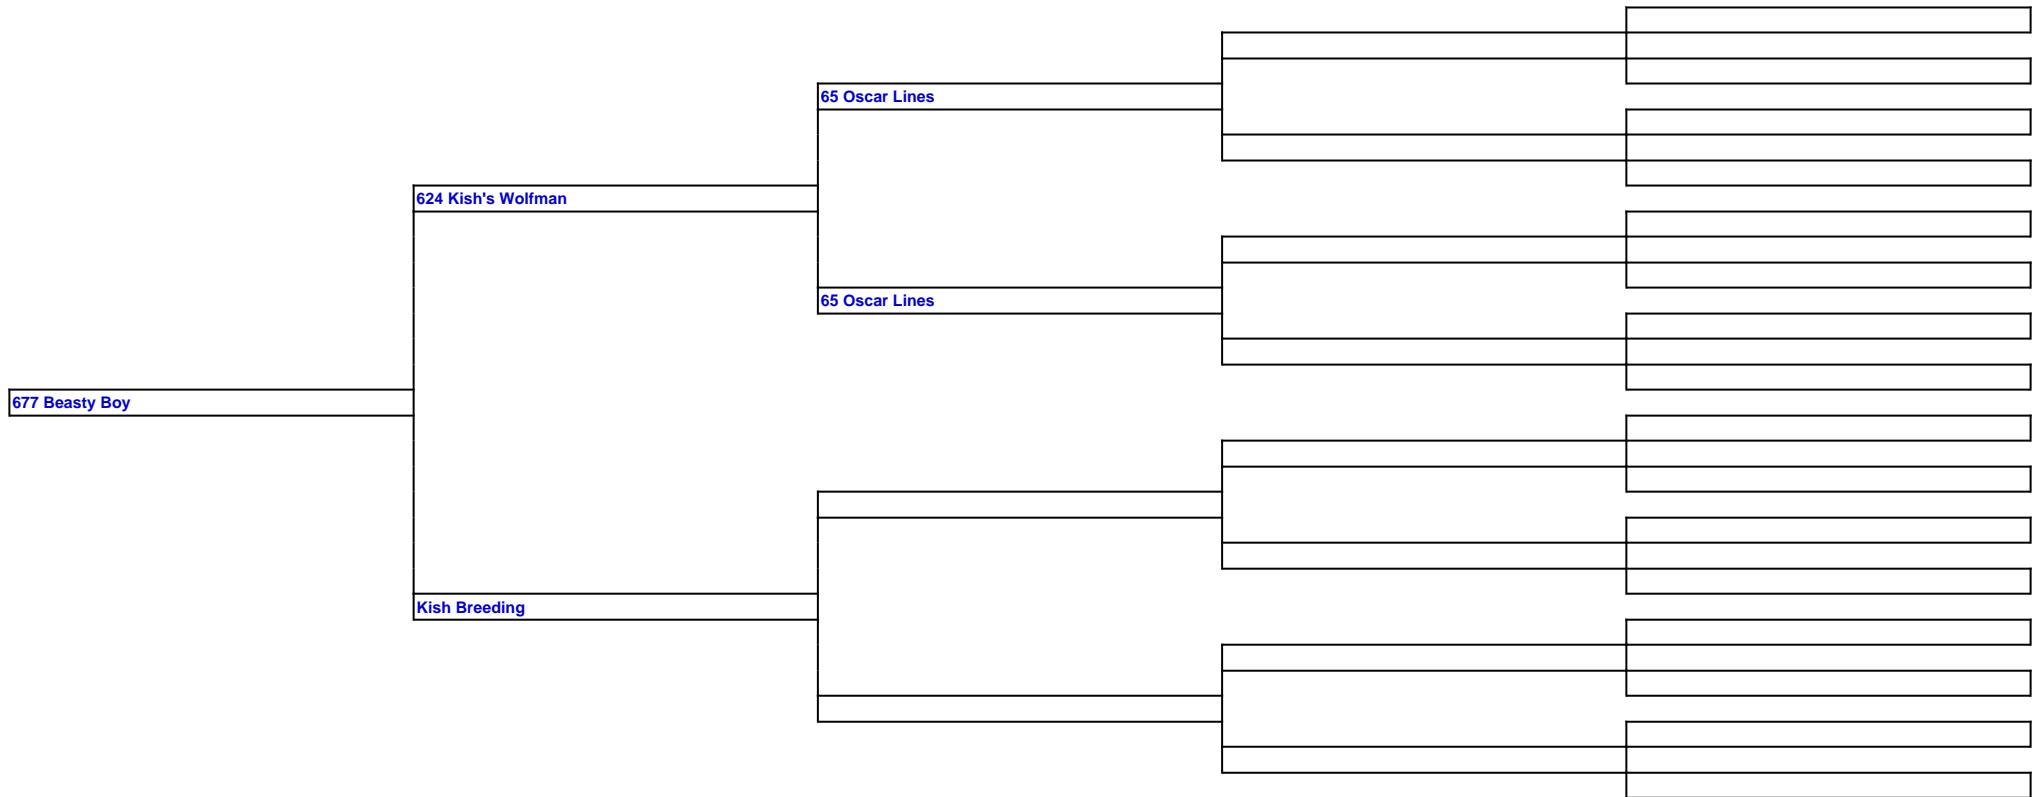 65 Oscar Lines
624 Kish's Wolfman
65 Oscar Lines
677 Beasty Boy
Kish Breeding